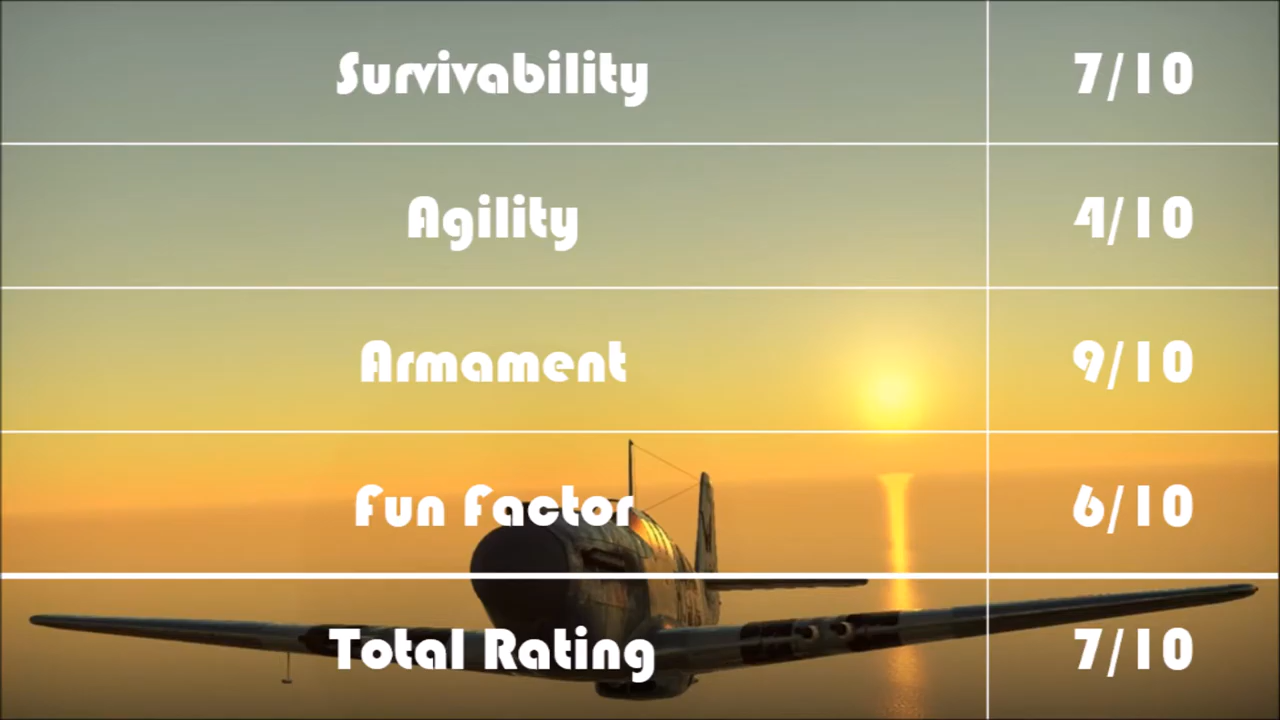 Survivability 7/10
Agility 4/10
Armament 9/10
Fun Factor 6/10
Total Rating 7/10